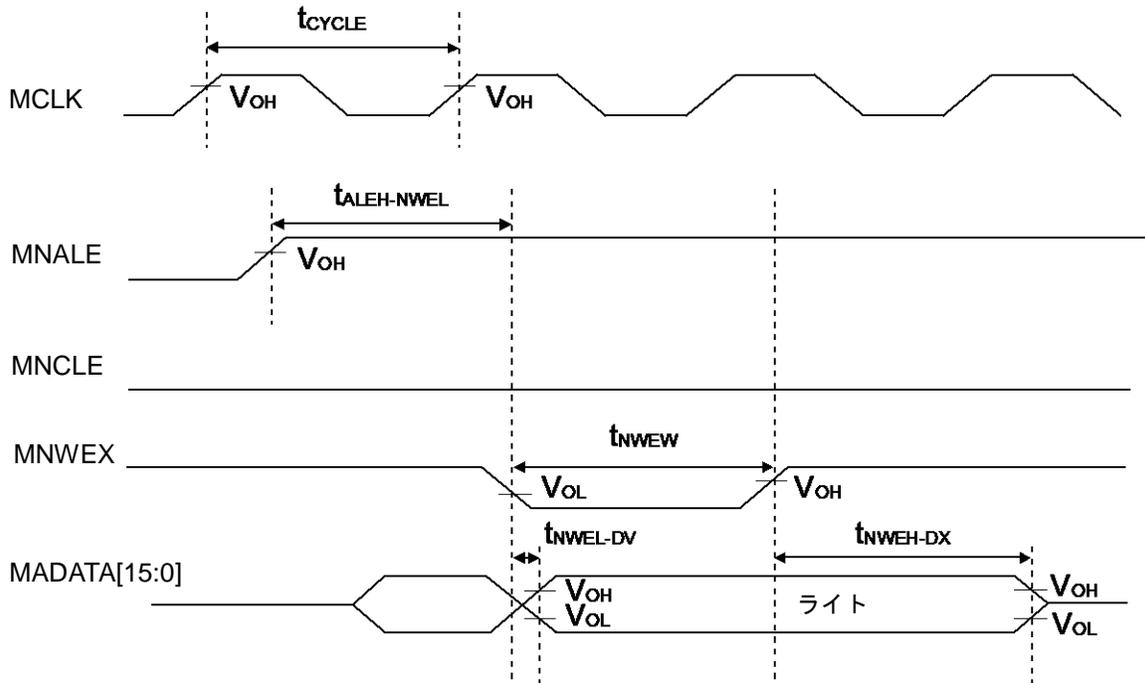 tCYCLE
MCLK
VOH
VOH
tALEH-NWEL
MNALE
VOH
MNCLE
MNWEX
tNWEW
VOL
VOH
tNWEL-DV
tNWEH-DX
MADATA[15:0]
VOH
VOL
ライト
VOH
VOL